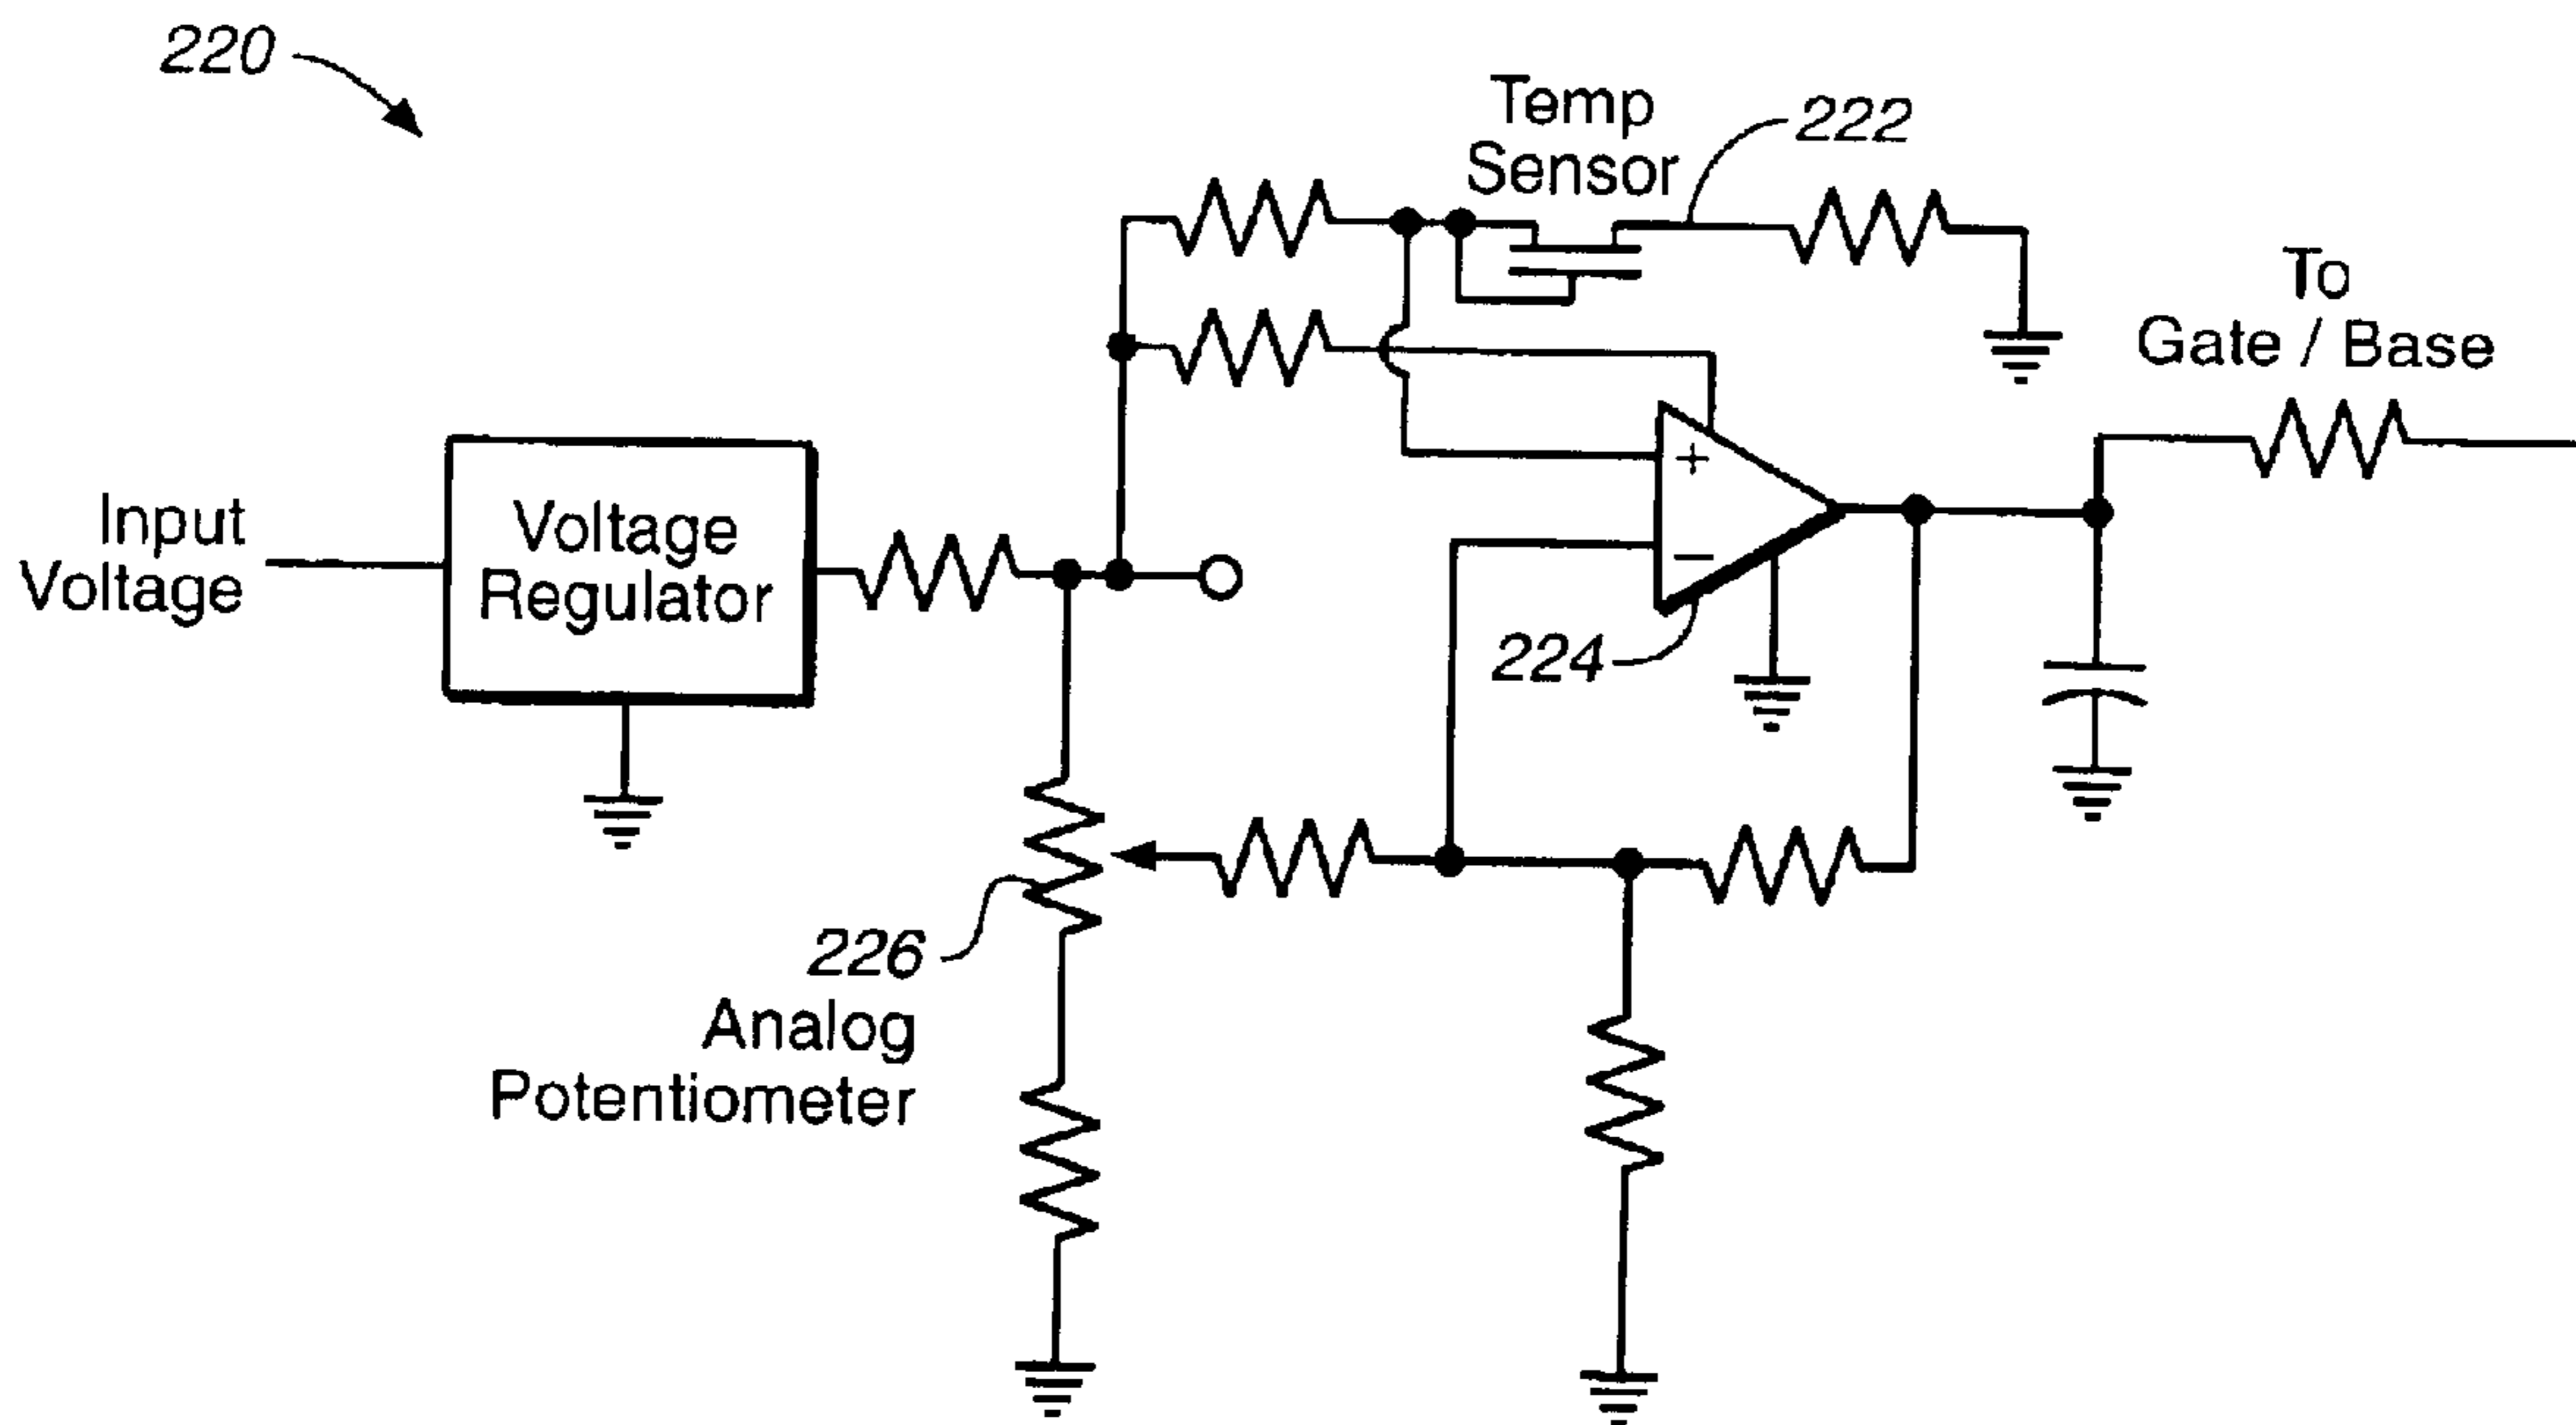 220
Temp
Sensor
222
To
Gate / Base
Input
Voltage
Voltage
Regulator
+
−
224
226
Analog
Potentiometer